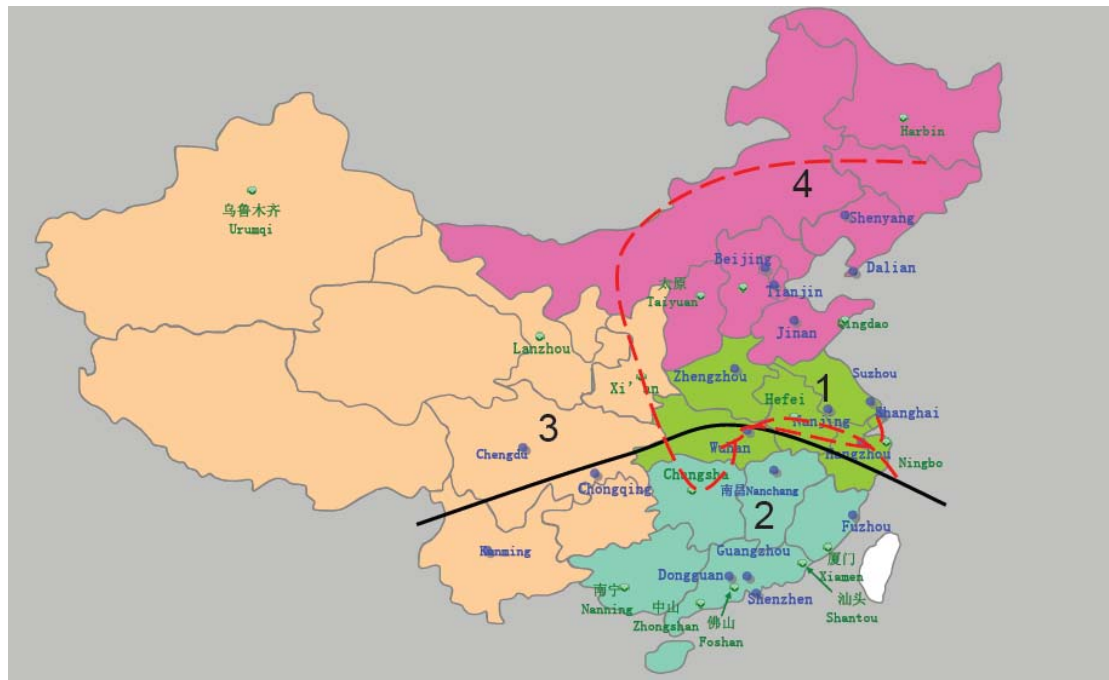 Harbin
4
乌鲁木齐
Urumqi
Shenyang
Beijing
Dalian
太原
Taiyuan
Tianjin
Jinan
Qingdao
Lanzhou
Xi'an
Zhengzhou
1
Suzhou
Hefei
Shanghai
Nanjing
3
Chengdu
Wuhan
Hangzhou
Ningbo
Changsha
Chongqing
南昌Nanchang
2
Fuzhou
Kunming
Guangzhou
厦门
Xiamen
Dongguan
南宁
Nanning
中山
Zhongshan
Shenzhen
汕头
Shantou
佛山
Foshan